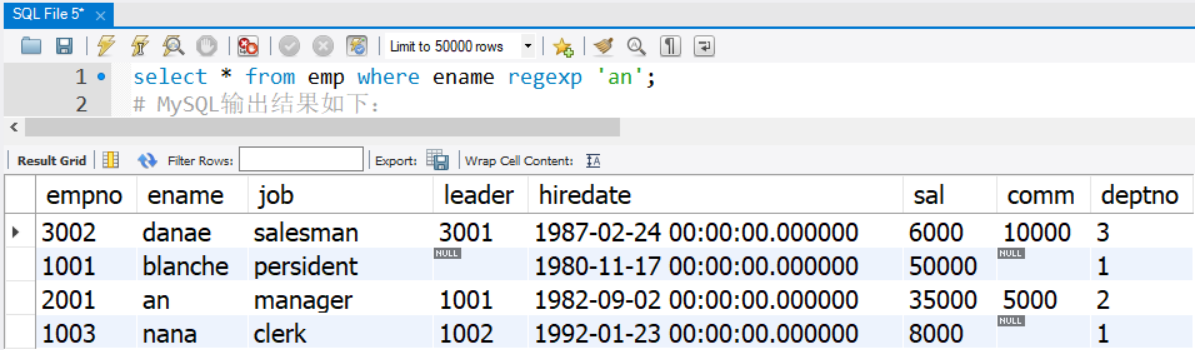 SQL File 5*
Limit to 50000 rows
1 select * from emp where ename regexp 'an';
2 # MySQL输出结果如下：
Result Grid Filter Rows: Export: Wrap Cell Content:
empno ename job leader hiredate sal comm deptno
3002 danae salesman 3001 1987-02-24 00:00:00.000000 6000 10000 3
1001 blanche persident NULL 1980-11-17 00:00:00.000000 50000 NULL 1
2001 an manager 1001 1982-09-02 00:00:00.000000 35000 5000 2
1003 nana clerk 1002 1992-01-23 00:00:00.000000 8000 NULL 1